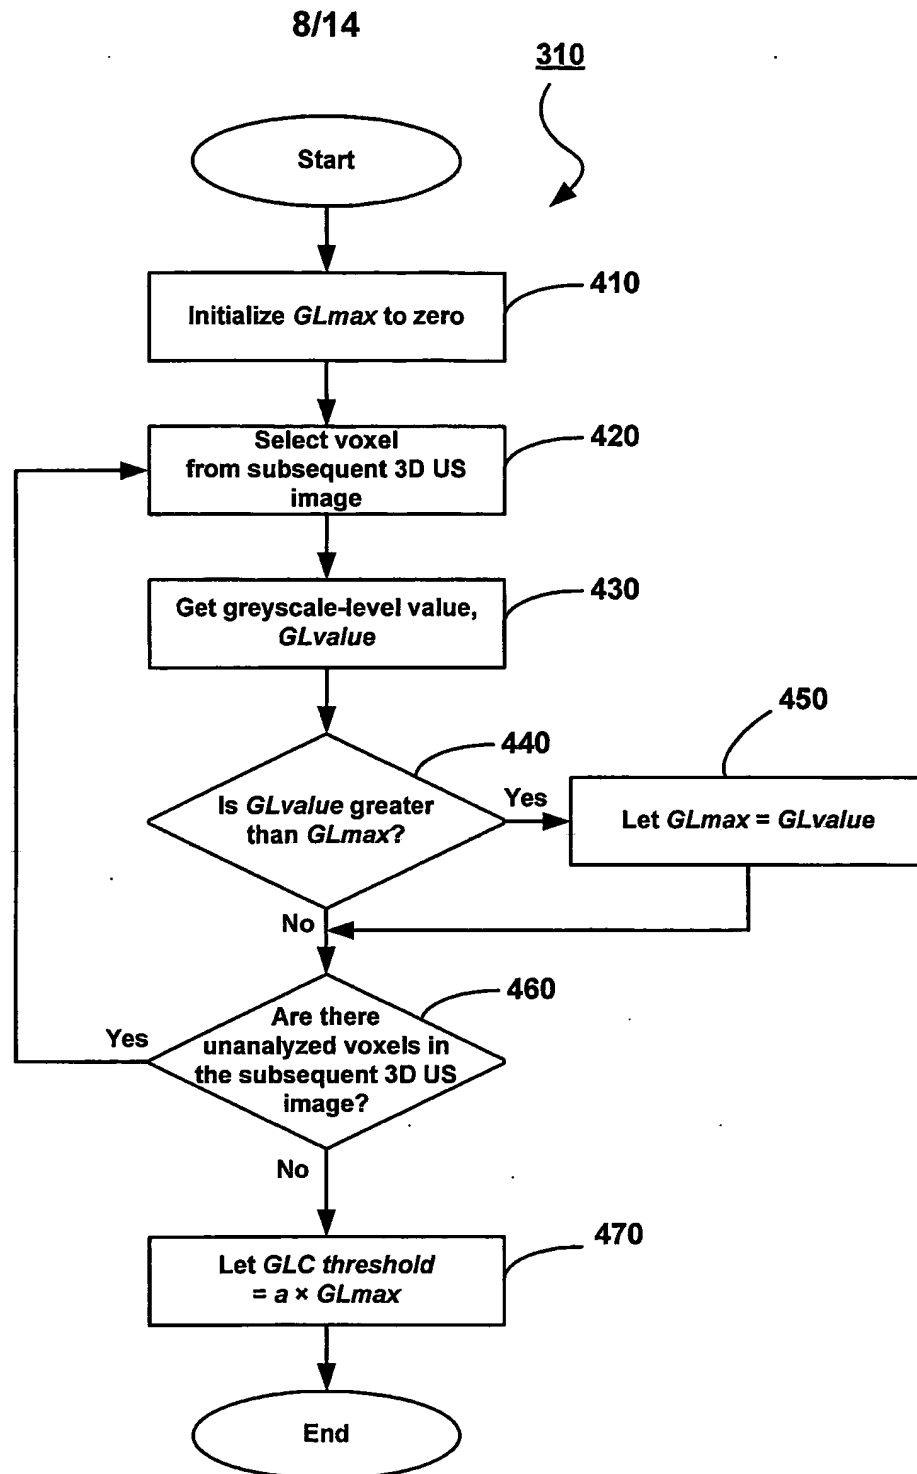 8/14
310
Start
410
Initialize GLmax to zero
420
Select voxel
from subsequent 3D US
image
430
Get greyscale-level value,
GLvalue
440
450
Is GLvalue greater
than GLmax?
Yes
Let GLmax = GLvalue
No
460
Are there
unanalyzed voxels in
the subsequent 3D US
image?
Yes
No
470
Let GLC threshold
= a × GLmax
End